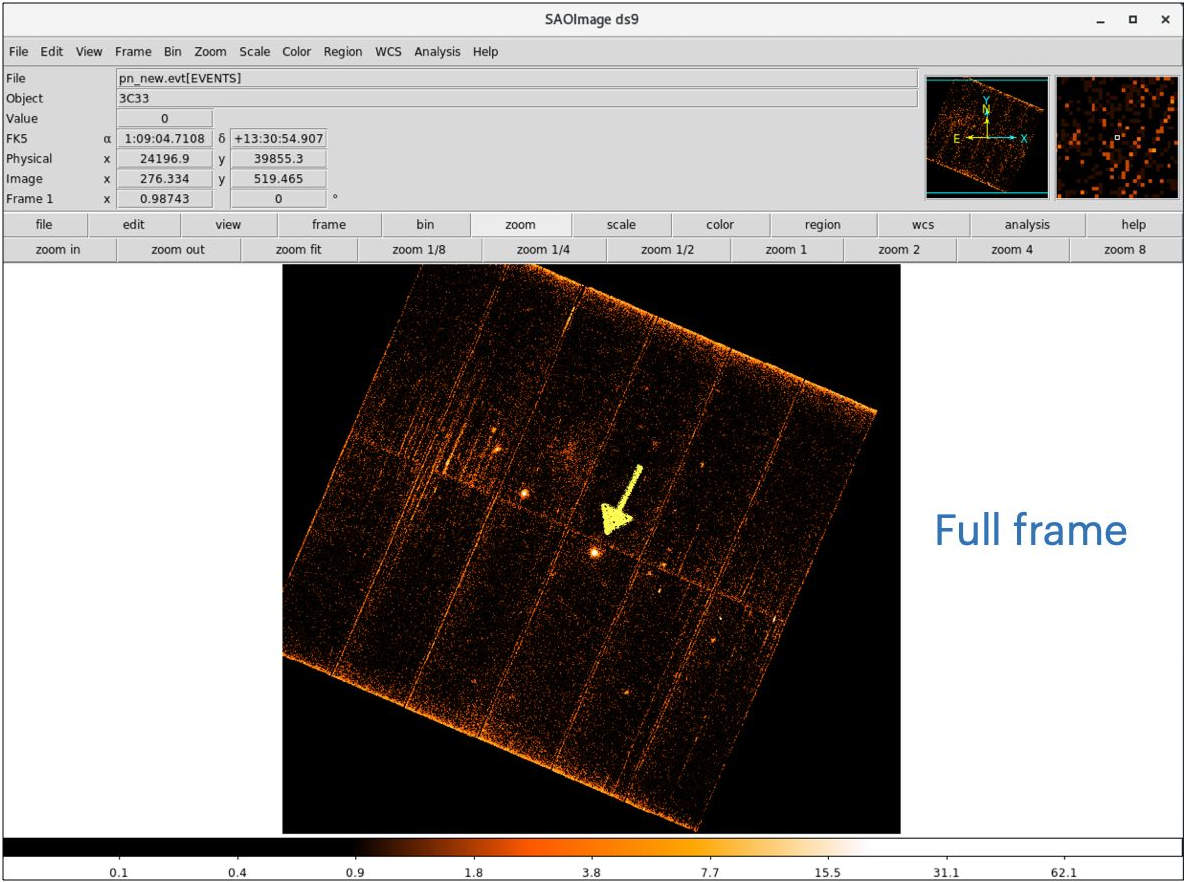 SAOImage ds9
File Edit View Frame Bin Zoom Scale Color Region WCS Analysis Help
File pn_new.evt[EVENTS]
Object 3C33
Value 0
FK5 α 1:09:04.7108 δ +13:30:54.907
Physical x 24196.9 y 39855.3
Image x 276.334 y 519.465
Frame 1 x 0.98743 0 °
Y
N
E X
file edit view frame bin zoom scale color region wcs analysis help
zoom in zoom out zoom fit zoom 1/8 zoom 1/4 zoom 1/2 zoom 1 zoom 2 zoom 4 zoom 8
Full frame
0.1 0.4 0.9 1.8 3.8 7.7 15.5 31.1 62.1